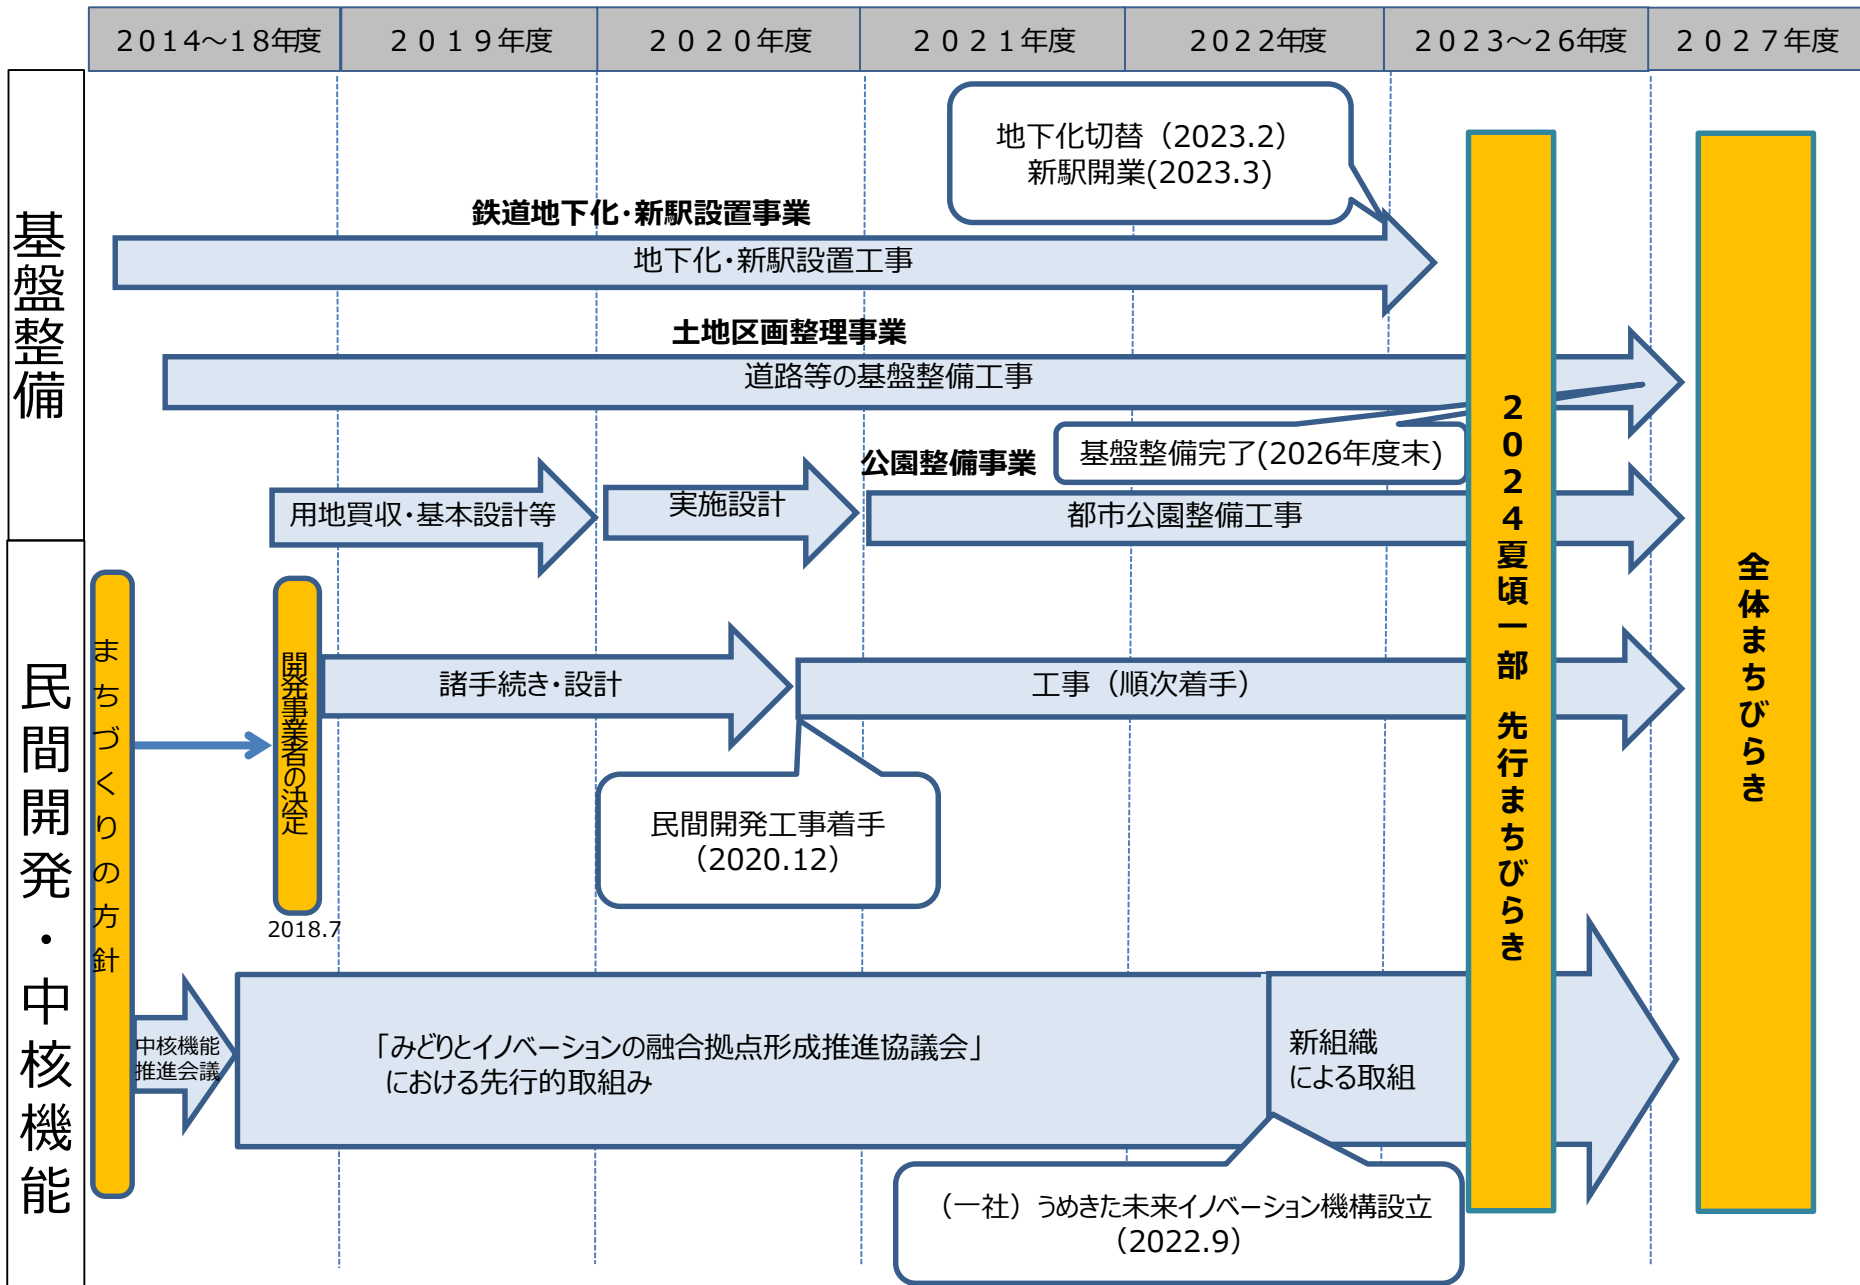 2014～18年度
2019年度
2020年度
2021年度
2022年度
2023～26年度
2027年度
基盤整備
地下化切替（2023.2）
新駅開業(2023.3)
鉄道地下化・新駅設置事業
地下化・新駅設置工事
土地区画整理事業
道路等の基盤整備工事
基盤整備完了(2026年度末)
公園整備事業
用地買収・基本設計等
実施設計
都市公園整備工事
民間開発・中核機能
まちづくりの方針
開発事業者の決定
2018.7
諸手続き・設計
工事（順次着手）
民間開発工事着手
（2020.12）
中核機能
推進会議
「みどりとイノベーションの融合拠点形成推進協議会」
における先行的取組み
新組織
による取組
（一社）うめきた未来イノベーション機構設立
（2022.9）
2024夏頃一部 先行まちびらき
全体まちびらき